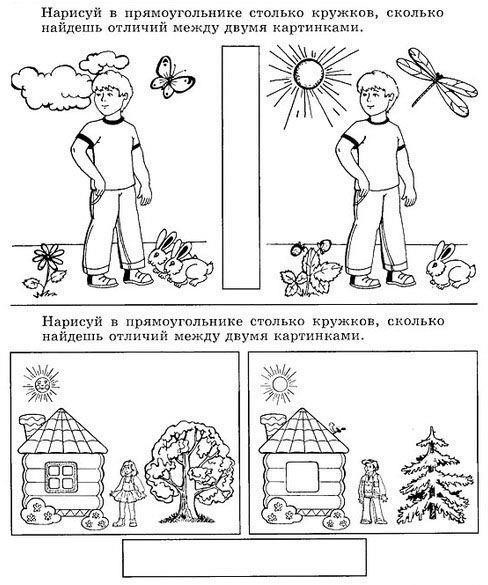 Нарисуй в прямоугольнике столько кружков, сколько
найдешь отличий между двумя картинками.
Нарисуй в прямоугольнике столько кружков, сколько
найдешь отличий между двумя картинками.